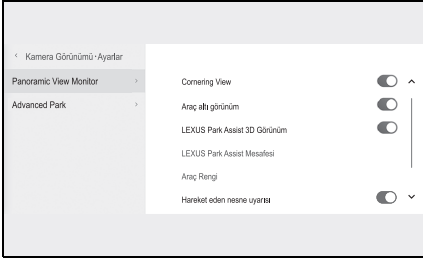 Kamera Görünümü·Ayarlar
Panoramic View Monitor
Advanced Park
Cornering View
Araç altı görünüm
LEXUS Park Assist 3D Görünüm
LEXUS Park Assist Mesafesi
Araç Rengi
Hareket eden nesne uyarısı